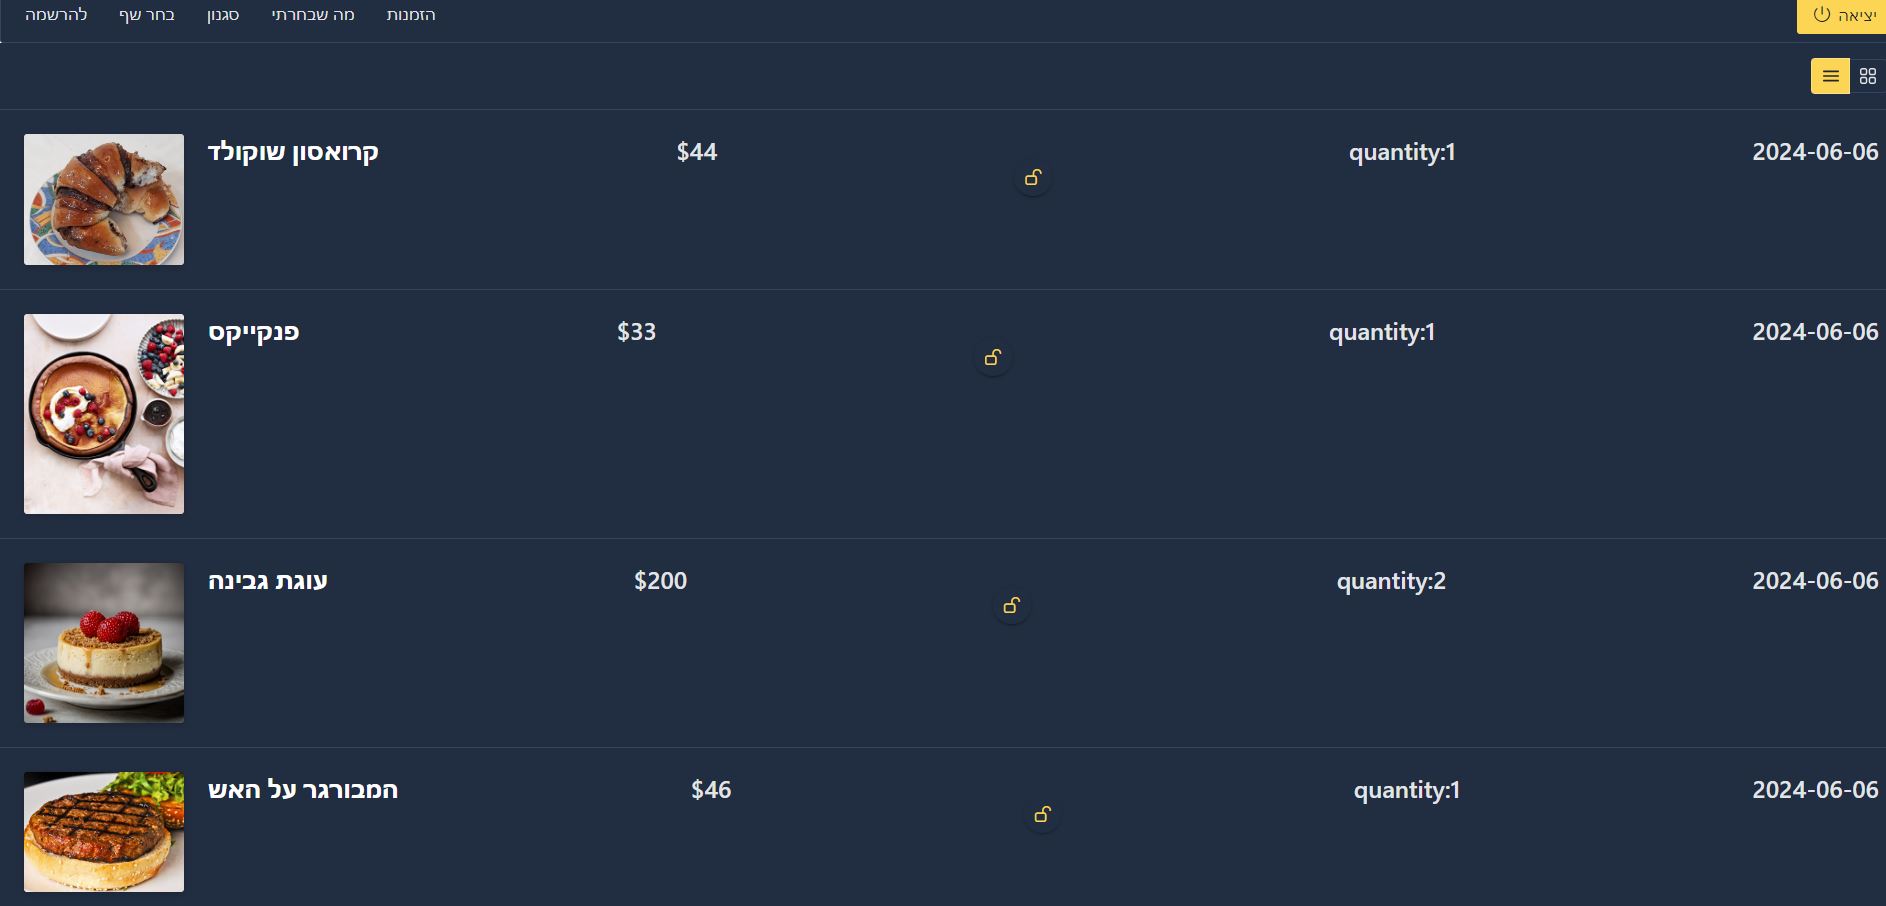 להרשמה בחר שף סגנון מה שבחרתי הזמנות יציאה
קרואסון שוקולד $44 quantity:1 2024-06-06
פנקייקס $33 quantity:1 2024-06-06
עוגת גבינה $200 quantity:2 2024-06-06
המבורגר על האש $46 quantity:1 2024-06-06